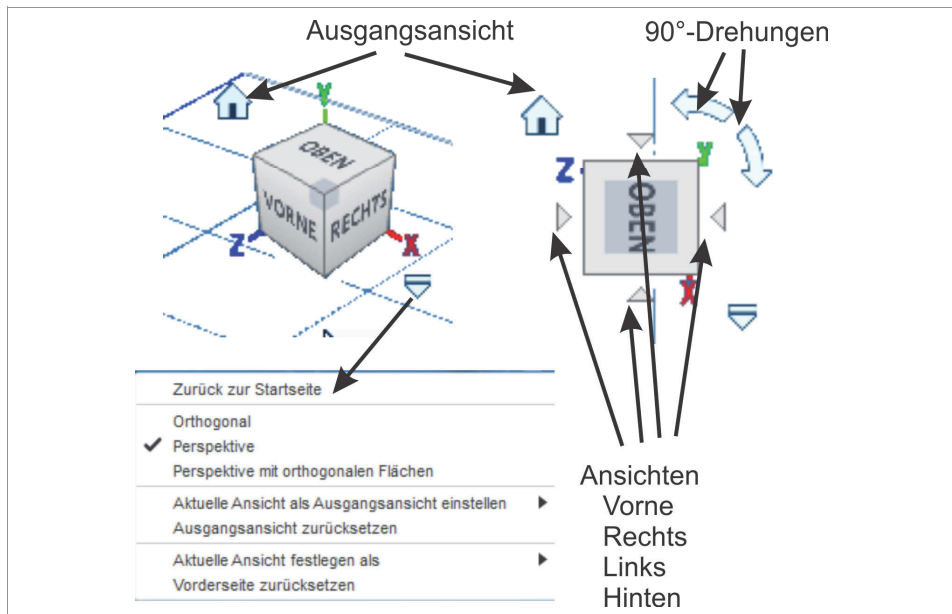 Ausgangsansicht
90°-Drehungen
Y
OBEN
VORNE
RECHTS
Z
X
Z
Y
OBEN
X
Zurück zur Startseite
Orthogonal
Perspektive
Perspektive mit orthogonalen Flächen
Aktuelle Ansicht als Ausgangsansicht einstellen
Ausgangsansicht zurücksetzen
Aktuelle Ansicht festlegen als
Vorderseite zurücksetzen
Ansichten
Vorne
Rechts
Links
Hinten